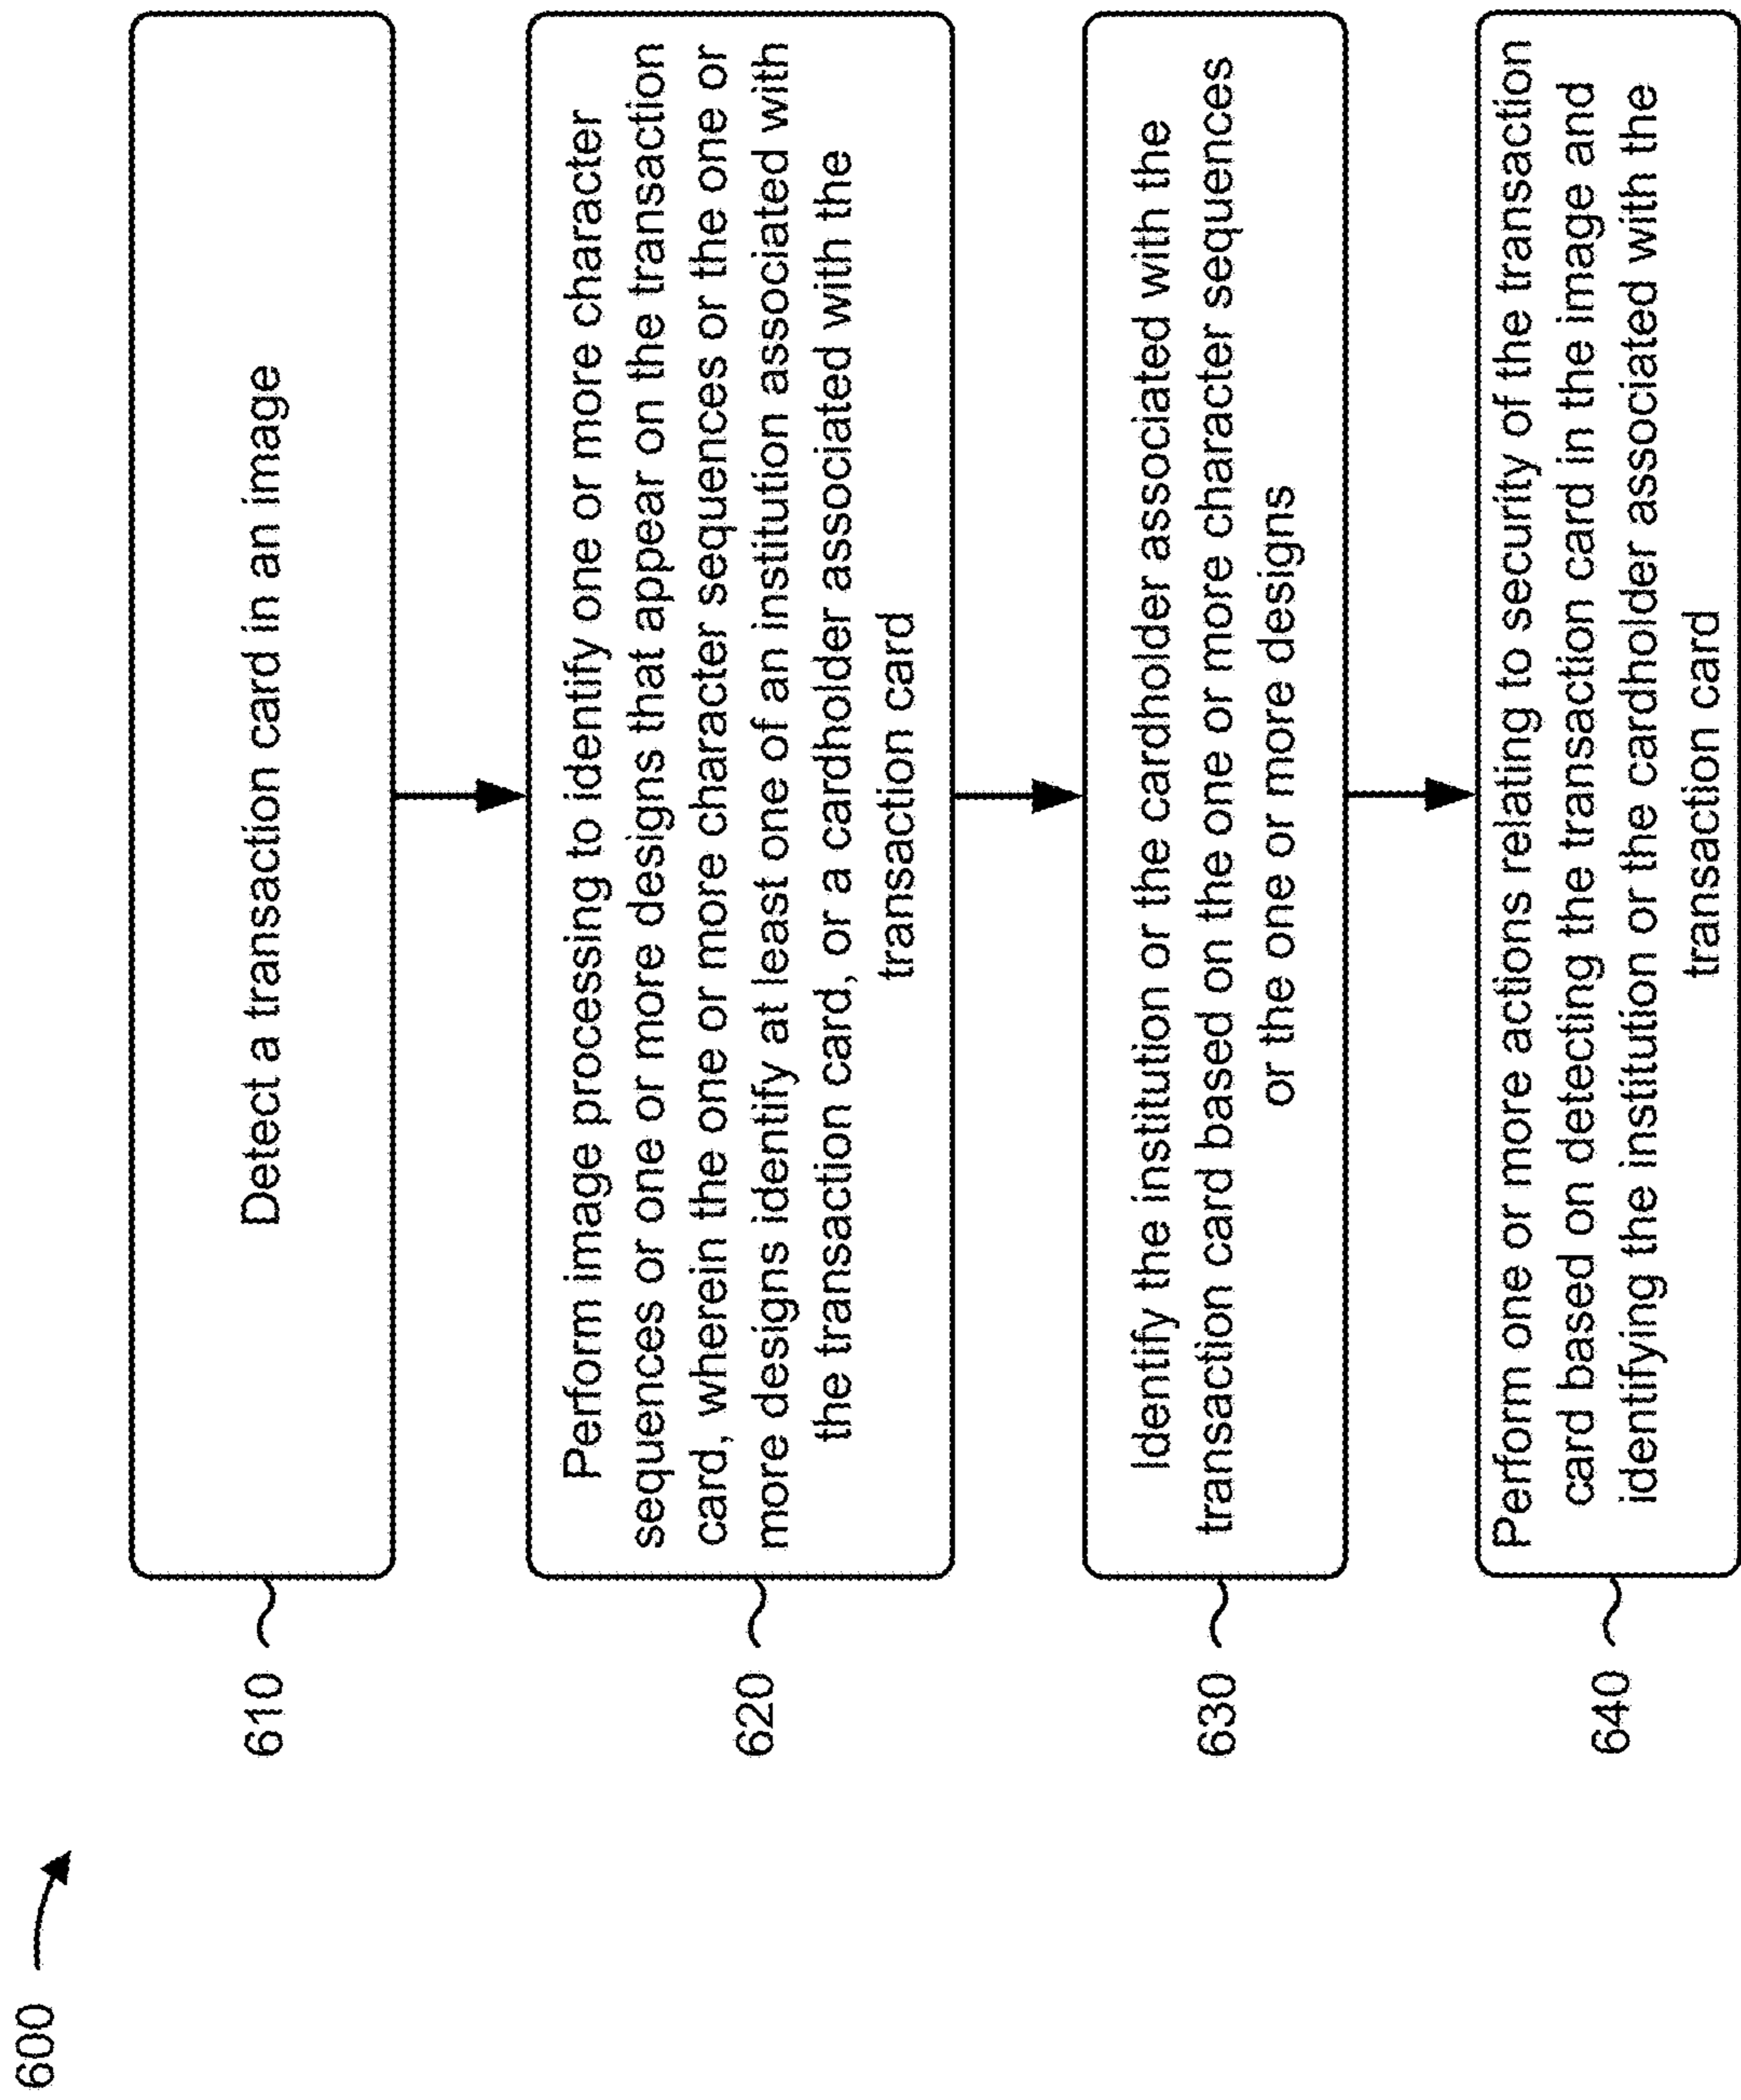 600
610
Detect a transaction card in an image
620
Perform image processing to identify one or more character
sequences or one or more designs that appear on the transaction
card, wherein the one or more character sequences or the one or
more designs identify at least one of an institution associated with
the transaction card, or a cardholder associated with the
transaction card
630
Identify the institution or the cardholder associated with the
transaction card based on the one or more character sequences
or the one or more designs
640
Perform one or more actions relating to security of the transaction
card based on detecting the transaction card in the image and
identifying the institution or the cardholder associated with the
transaction card